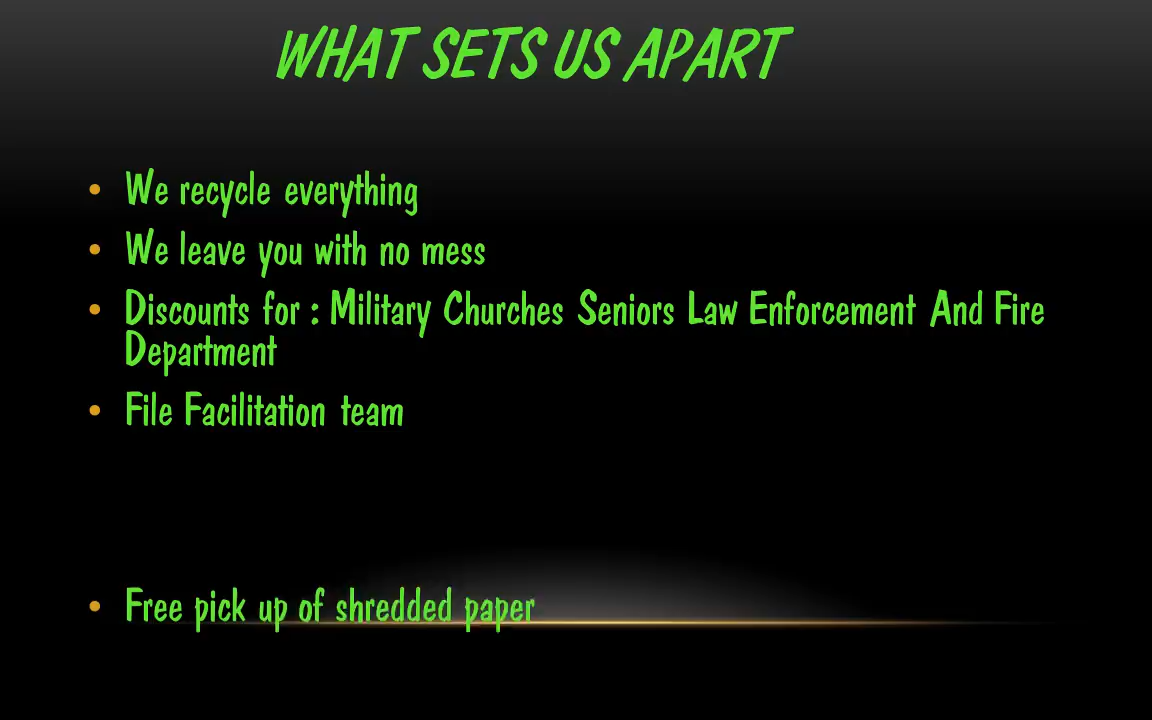 WHAT SETS US APART
• We recycle everything
• We leave you with no mess
• Discounts for : Military Churches Seniors Law Enforcement And Fire
Department
• File Facilitation team
• Free pick up of shredded paper